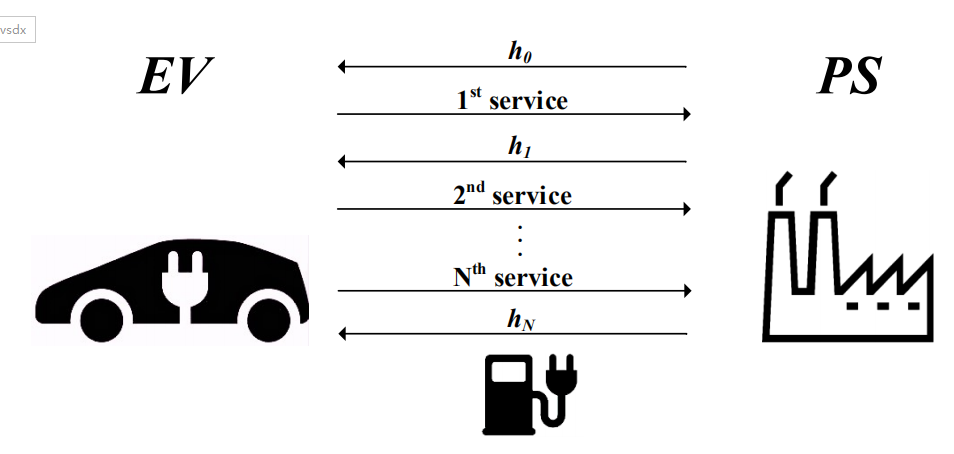 vsdx
EV
PS
h0
1st service
h1
2nd service
⋮
Nth service
hN